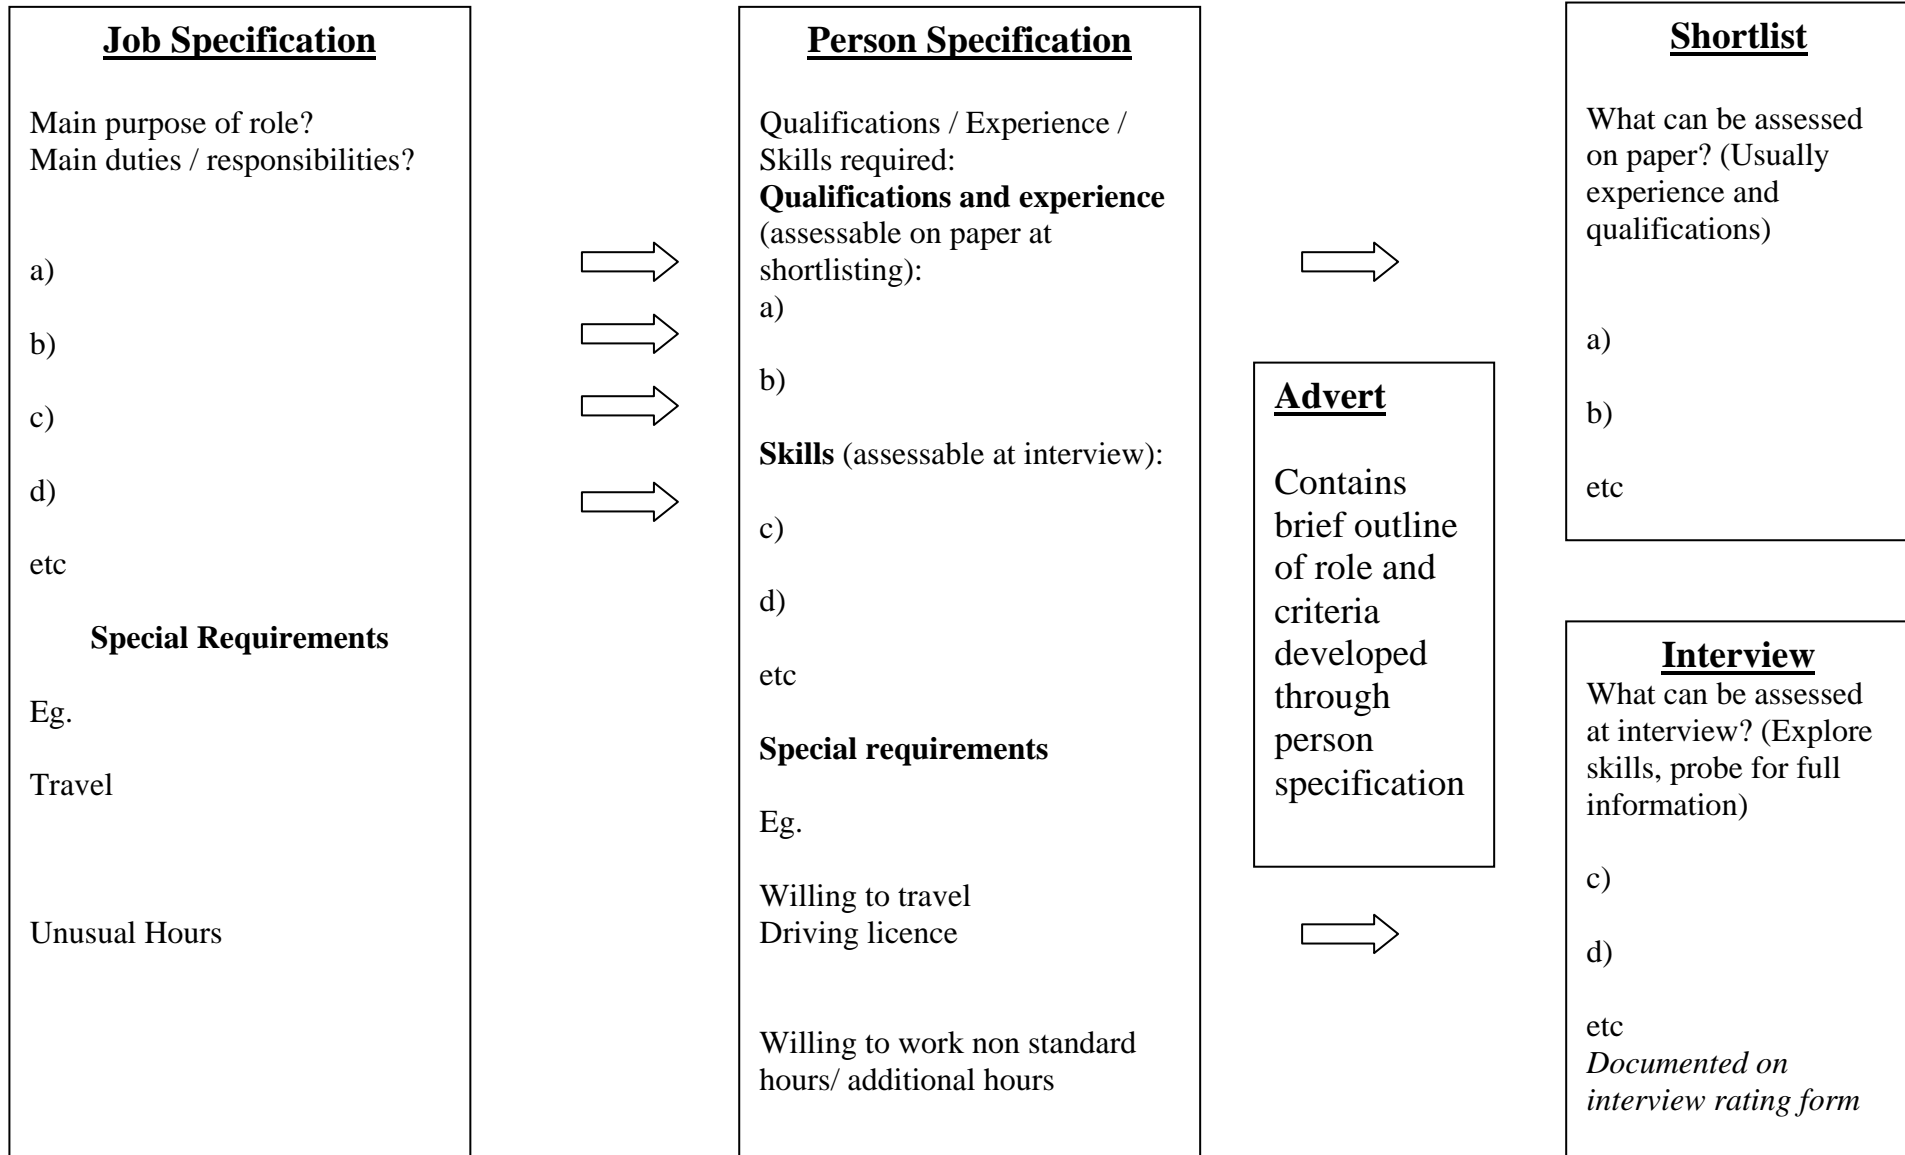 Job Specification
Main purpose of role?
Main duties / responsibilities?
a)
b)
c)
d)
etc
Special Requirements
Eg.
Travel
Unusual Hours
Person Specification
Qualifications / Experience /
Skills required:
Qualifications and experience
(assessable on paper at
shortlisting):
a)
b)
Skills (assessable at interview):
c)
d)
etc
Special requirements
Eg.
Willing to travel
Driving licence
Willing to work non standard
hours/ additional hours
Advert
Contains
brief outline
of role and
criteria
developed
through
person
specification
Shortlist
What can be assessed
on paper? (Usually
experience and
qualifications)
a)
b)
etc
Interview
What can be assessed
at interview? (Explore
skills, probe for full
information)
c)
d)
etc
Documented on
interview rating form